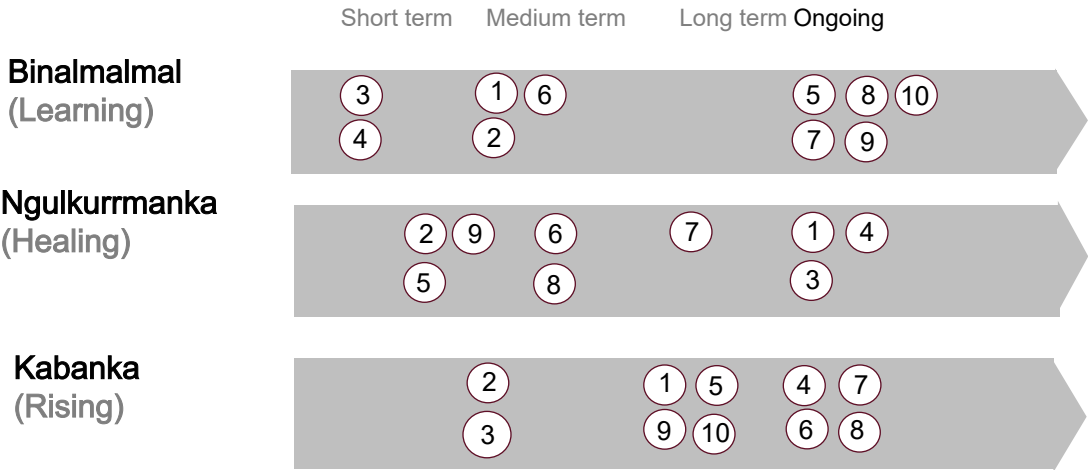 Short term Medium term Long term Ongoing
Binalmalmal
(Learning)
3 1 6 5 8 10
4 2 7 9
Ngulkurrmanka
(Healing)
2 9 6 7 1 4
5 8 3
Kabanka
(Rising)
2 1 5 4 7
3 9 10 6 8